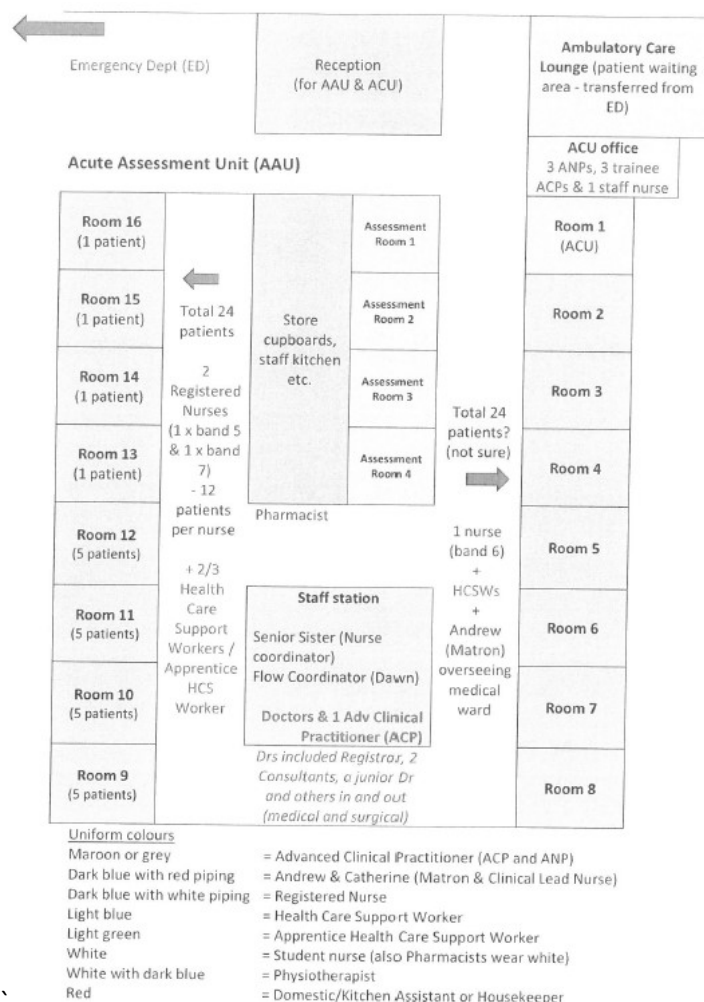 Emergency Dept (ED)
Reception
(for AAU & ACU)
Ambulatory Care
Lounge (patient waiting
area - transferred from
ED)
ACU office
3 ANPs, 3 trainee
ACPs & 1 staff nurse
Acute Assessment Unit (AAU)
Room 16
(1 patient)
Room 15
(1 patient)
Room 14
(1 patient)
Room 13
(1 patient)
Room 12
(5 patients)
Room 11
(5 patients)
Room 10
(5 patients)
Room 9
(5 patients)
Total 24
patients
2
Registered
Nurses
(1 x band 5
& 1 x band
7)
- 12
patients
per nurse
+ 2/3
Health
Care
Support
Workers /
Apprentice
HCS
Worker
Store
cupboards,
staff kitchen
etc.
Assessment
Room 1
Assessment
Room 2
Assessment
Room 3
Assessment
Room 4
Pharmacist
Staff station
Senior Sister (Nurse
coordinator)
Flow Coordinator (Dawn)
Doctors & 1 Adv Clinical
Practitioner (ACP)
Drs included Registras, 2
Consultants, a junior Dr
and others in and out
(medical and surgical)
Total 24
patients?
(not sure)
1 nurse
(band 6)
+
HCSWs
+
Andrew
(Matron)
overseeing
medical
ward
Room 1
(ACU)
Room 2
Room 3
Room 4
Room 5
Room 6
Room 7
Room 8
Uniform colours
Maroon or grey = Advanced Clinical Practitioner (ACP and ANP)
Dark blue with red piping = Andrew & Catherine (Matron & Clinical Lead Nurse)
Dark blue with white piping = Registered Nurse
Light blue = Health Care Support Worker
Light green = Apprentice Health Care Support Worker
White = Student nurse (also Pharmacists wear white)
White with dark blue = Physiotherapist
Red = Domestic/Kitchen Assistant or Housekeeper